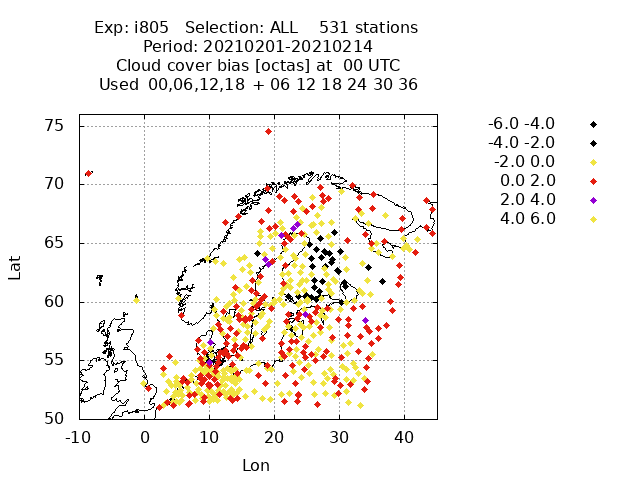 Exp: i805 Selection: ALL 531 stations
Period: 20210201-20210214
Cloud cover bias [octas] at 00 UTC
Used 00,06,12,18 + 06 12 18 24 30 36
75
70
65
60
55
50
-10 0 10 20 30 40
Lat
Lon
-6.0 -4.0
-4.0 -2.0
-2.0 0.0
0.0 2.0
2.0 4.0
4.0 6.0